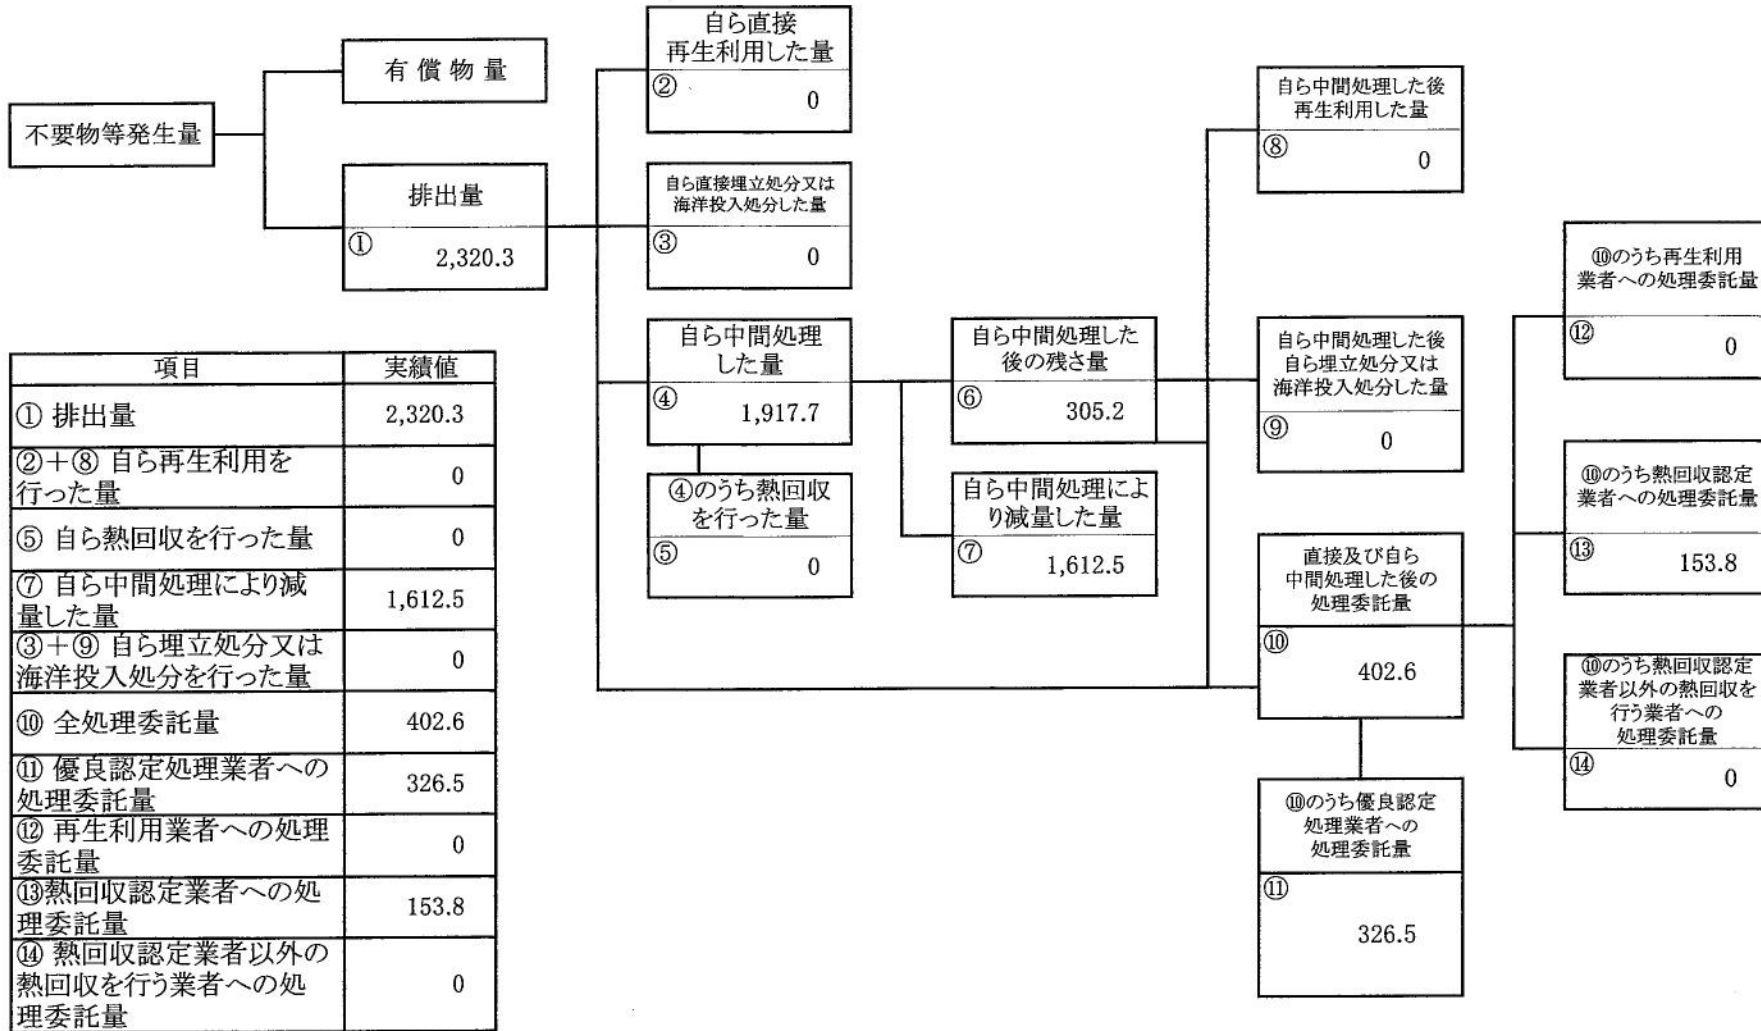 不要物等発生量
有償物量
排出量
①
2,320.3
自ら直接
再生利用した量
②
0
自ら直接埋立処分又は
海洋投入処分した量
③
0
自ら中間処理
した量
④
1,917.7
④のうち熱回収
を行った量
⑤
0
自ら中間処理した
後の残さ量
⑥
305.2
自ら中間処理によ
り減量した量
⑦
1,612.5
自ら中間処理した後
再生利用した量
⑧
0
自ら中間処理した後
自ら埋立処分又は
海洋投入処分した量
⑨
0
直接及び自ら
中間処理した後の
処理委託量
⑩
402.6
⑩のうち優良認定
処理業者への
処理委託量
⑪
326.5
⑩のうち再生利用
業者への処理委託量
⑫
0
⑩のうち熱回収認定
業者への処理委託量
⑬
153.8
⑩のうち熱回収認定
業者以外の熱回収を
行う業者への
処理委託量
⑭
0
項目 実績値
① 排出量 2,320.3
②+⑧ 自ら再生利用を
行った量 0
⑤ 自ら熱回収を行った量 0
⑦ 自ら中間処理により減
量した量 1,612.5
③+⑨ 自ら埋立処分又は
海洋投入処分を行った量 0
⑩ 全処理委託量 402.6
⑪ 優良認定処理業者への
処理委託量 326.5
⑫ 再生利用業者への処理
委託量 0
⑬熱回収認定業者への処
理委託量 153.8
⑭ 熱回収認定業者以外の
熱回収を行う業者への処
理委託量 0